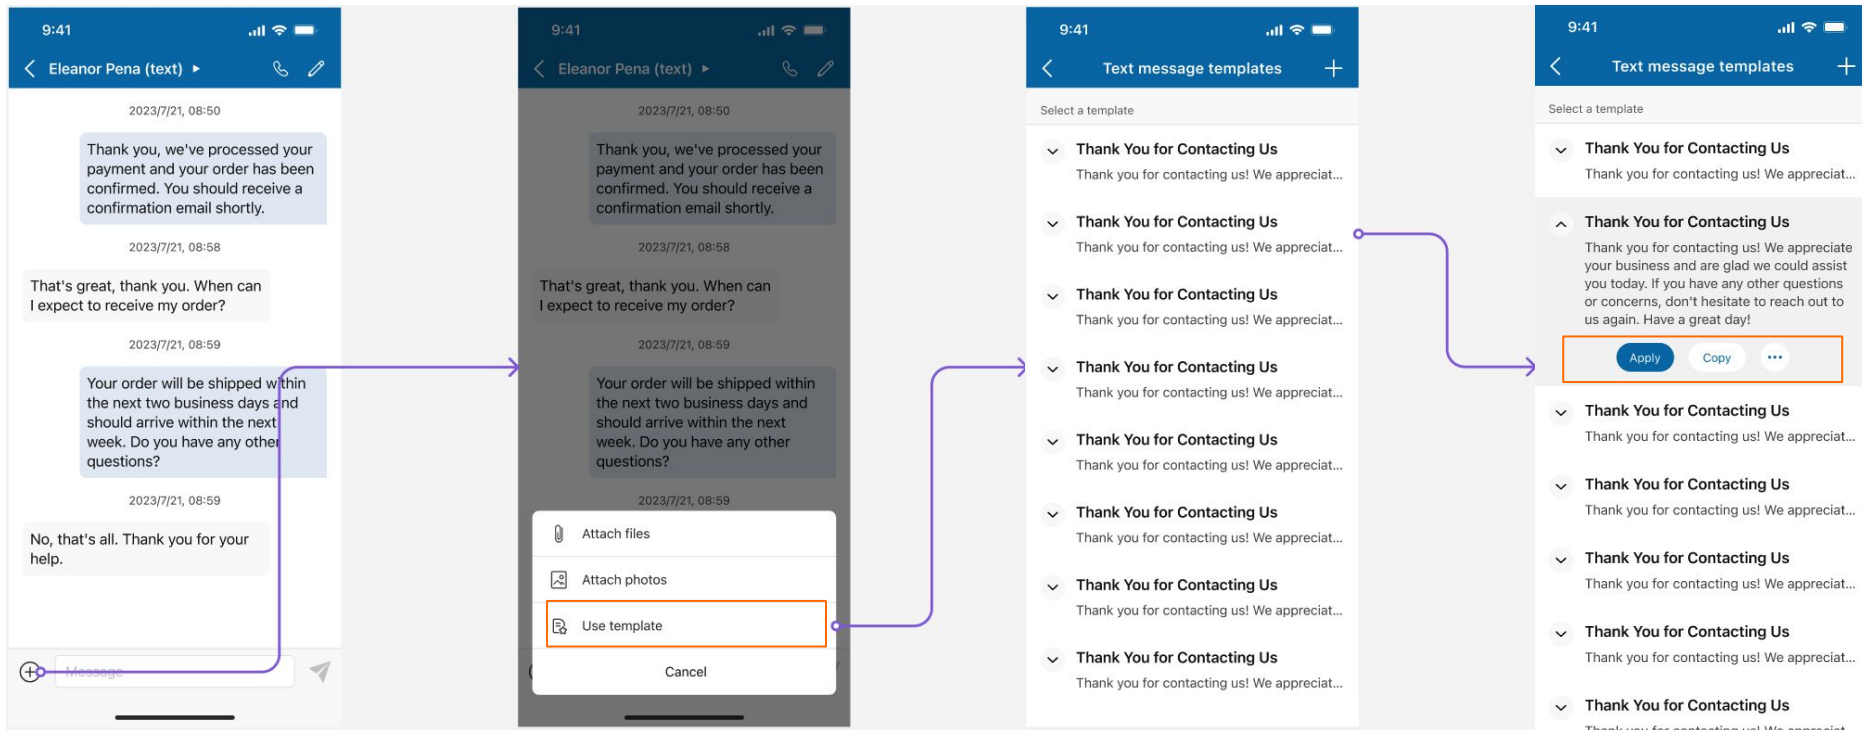 9:41
Eleanor Pena (text)
2023/7/21, 08:50
Thank you, we've processed your
payment and your order has been
confirmed. You should receive a
confirmation email shortly.
2023/7/21, 08:58
That's great, thank you. When can
I expect to receive my order?
2023/7/21, 08:59
Your order will be shipped within
the next two business days and
should arrive within the next
week. Do you have any other
questions?
2023/7/21, 08:59
No, that's all. Thank you for your
help.
Message
9:41
Eleanor Pena (text)
2023/7/21, 08:50
Thank you, we've processed your
payment and your order has been
confirmed. You should receive a
confirmation email shortly.
2023/7/21, 08:58
That's great, thank you. When can
I expect to receive my order?
2023/7/21, 08:59
Your order will be shipped within
the next two business days and
should arrive within the next
week. Do you have any other
questions?
2023/7/21, 08:59
Attach files
Attach photos
Use template
Cancel
9:41
Text message templates
Select a template
Thank You for Contacting Us
Thank you for contacting us! We appreciat...
Thank You for Contacting Us
Thank you for contacting us! We appreciat...
Thank You for Contacting Us
Thank you for contacting us! We appreciat...
Thank You for Contacting Us
Thank you for contacting us! We appreciat...
Thank You for Contacting Us
Thank you for contacting us! We appreciat...
Thank You for Contacting Us
Thank you for contacting us! We appreciat...
Thank You for Contacting Us
Thank you for contacting us! We appreciat...
Thank You for Contacting Us
Thank you for contacting us! We appreciat...
9:41
Text message templates
Select a template
Thank You for Contacting Us
Thank you for contacting us! We appreciat...
Thank You for Contacting Us
Thank you for contacting us! We appreciate
your business and are glad we could assist
you today. If you have any other questions
or concerns, don't hesitate to reach out to
us again. Have a great day!
Apply Copy ...
Thank You for Contacting Us
Thank you for contacting us! We appreciat...
Thank You for Contacting Us
Thank you for contacting us! We appreciat...
Thank You for Contacting Us
Thank you for contacting us! We appreciat...
Thank You for Contacting Us
Thank you for contacting us! We appreciat...
Thank You for Contacting Us